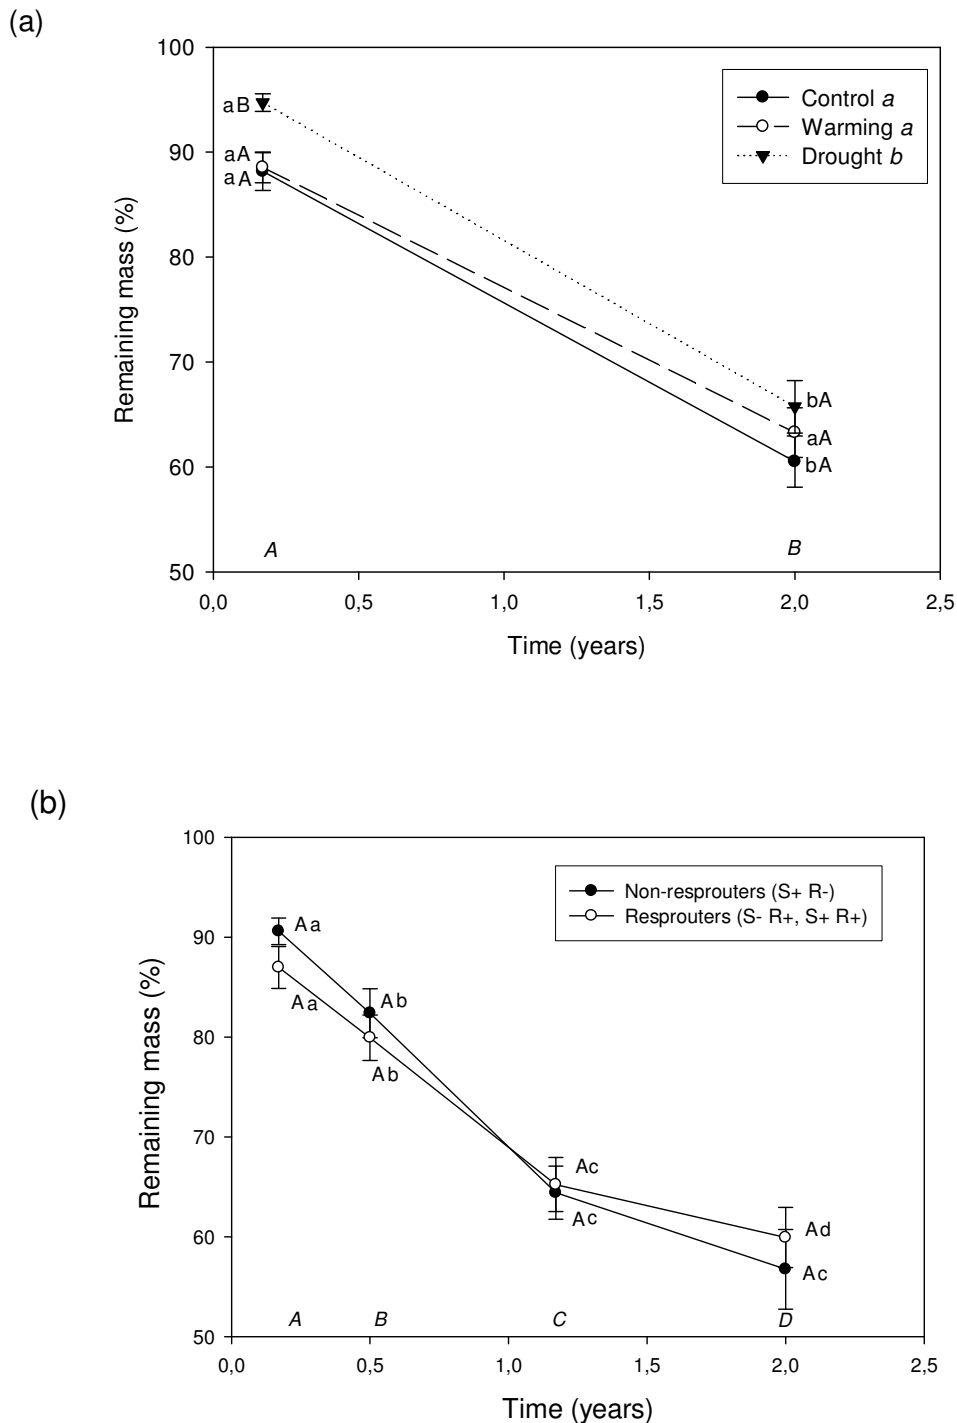 (a)
100
90
80
70
60
50
Remaining mass (%)
Control a
Warming a
Drought b
aB
aA
aA
bA
aA
bA
A
B
0,0
0,5
1,0
1,5
2,0
2,5
Time (years)
(b)
100
90
80
70
60
50
Remaining mass (%)
Non-resprouters (S+ R-)
Resprouters (S- R+, S+ R+)
Aa
Aa
Ab
Ab
Ac
Ac
Ad
Ac
A
B
C
D
0,0
0,5
1,0
1,5
2,0
2,5
Time (years)